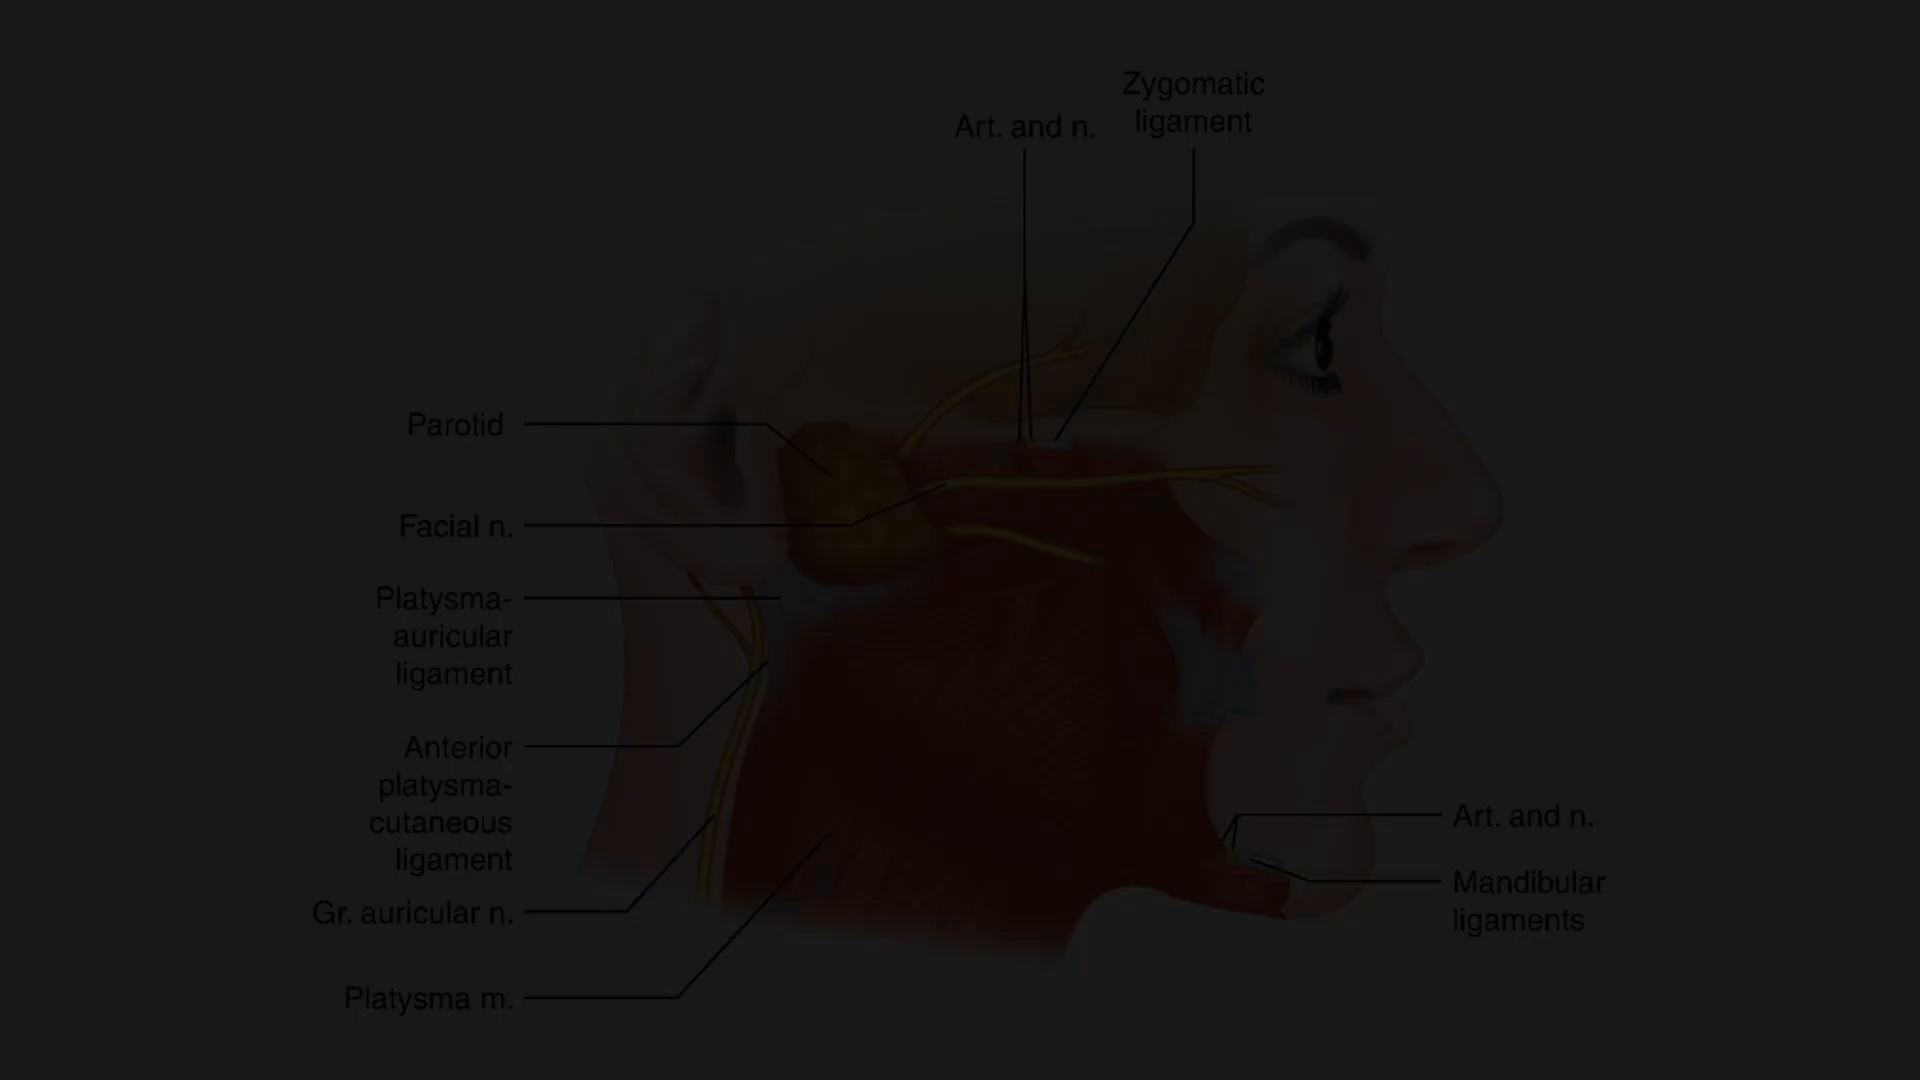 Zygomatic
ligament
Art. and n.
Parotid
Facial n.
Platysma-
auricular
ligament
Anterior
platysma-
cutaneous
ligament
Gr. auricular n.
Platysma m.
Art. and n.
Mandibular
ligaments